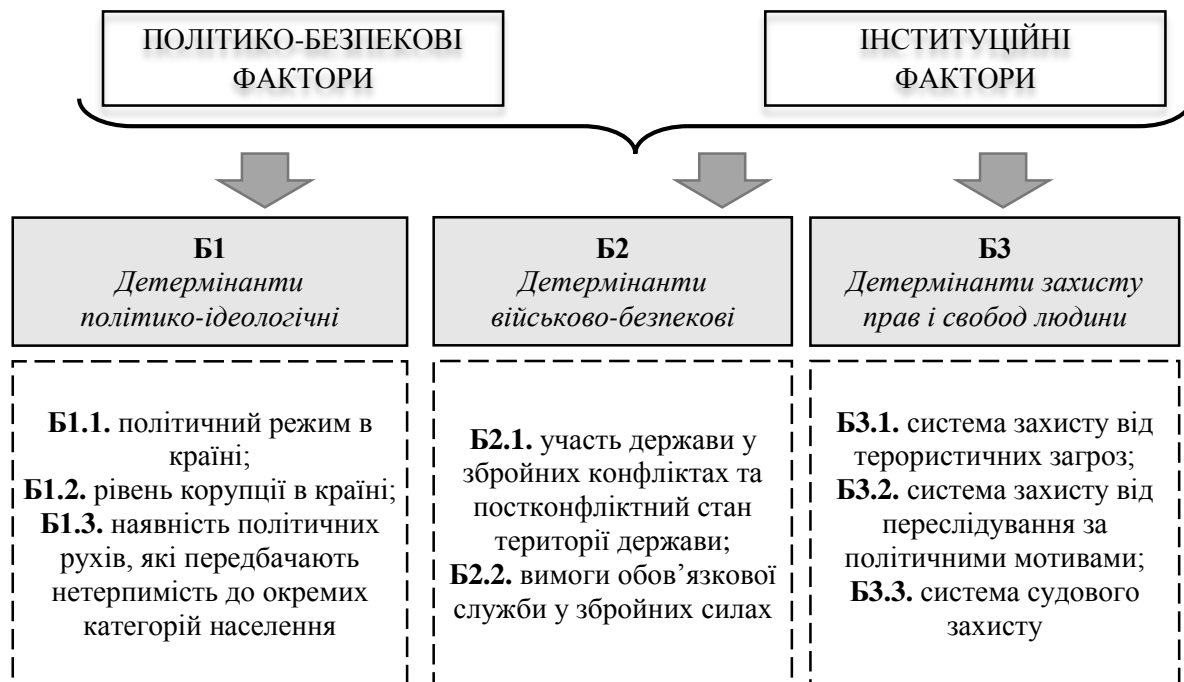 ПОЛІТИКО-БЕЗПЕКОВІ
ФАКТОРИ
ІНСТИТУЦІЙНІ
ФАКТОРИ
Б1
Детермінанти
політико-ідеологічні
Б2
Детермінанти
військово-безпекові
Б3
Детермінанти захисту
прав і свобод людини
Б1.1. політичний режим в
країні;
Б1.2. рівень корупції в країні;
Б1.3. наявність політичних
рухів, які передбачають
нетерпимість до окремих
категорій населення
Б2.1. участь держави у
збройних конфліктах та
постконфліктний стан
території держави;
Б2.2. вимоги обов’язкової
служби у збройних силах
Б3.1. система захисту від
терористичних загроз;
Б3.2. система захисту від
переслідування за
політичними мотивами;
Б3.3. система судового
захисту